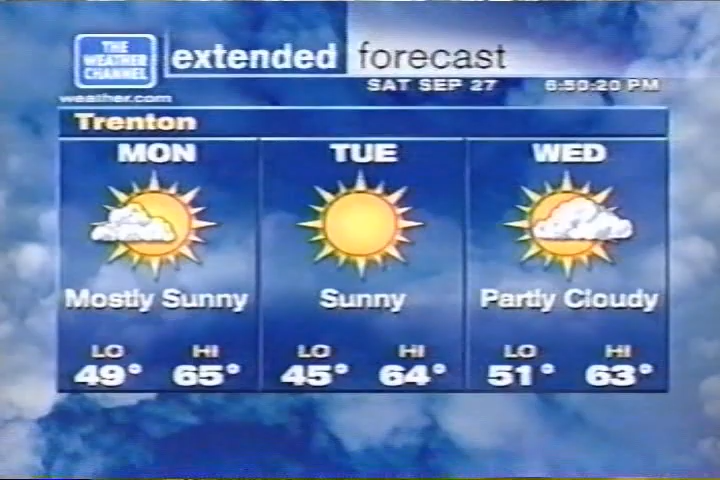 THE
WEATHER
CHANNEL
extended forecast
SAT SEP 27 6:50:20 PM
weather.com
Trenton
MON TUE WED
Mostly Sunny Sunny Partly Cloudy
LO HI LO HI LO HI
49° 65° 45° 64° 51° 63°